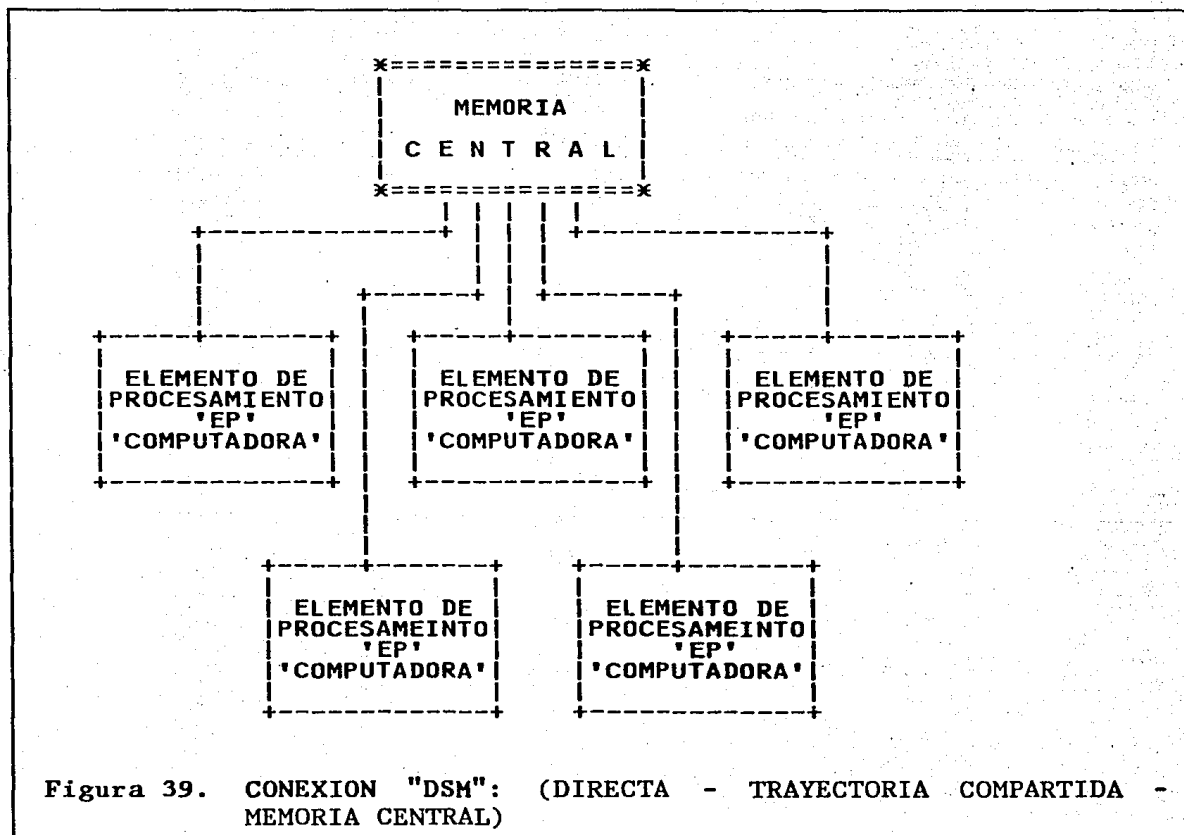 MEMORIA
C E N T R A L
ELEMENTO DE
PROCESAMIENTO
'EP'
'COMPUTADORA'
ELEMENTO DE
PROCESAMIENTO
'EP'
'COMPUTADORA'
ELEMENTO DE
PROCESAMIENTO
'EP'
'COMPUTADORA'
ELEMENTO DE
PROCESAMEINTO
'EP'
'COMPUTADORA'
ELEMENTO DE
PROCESAMEINTO
'EP'
'COMPUTADORA'
Figura 39. CONEXION "DSM": (DIRECTA - TRAYECTORIA COMPARTIDA -
MEMORIA CENTRAL)